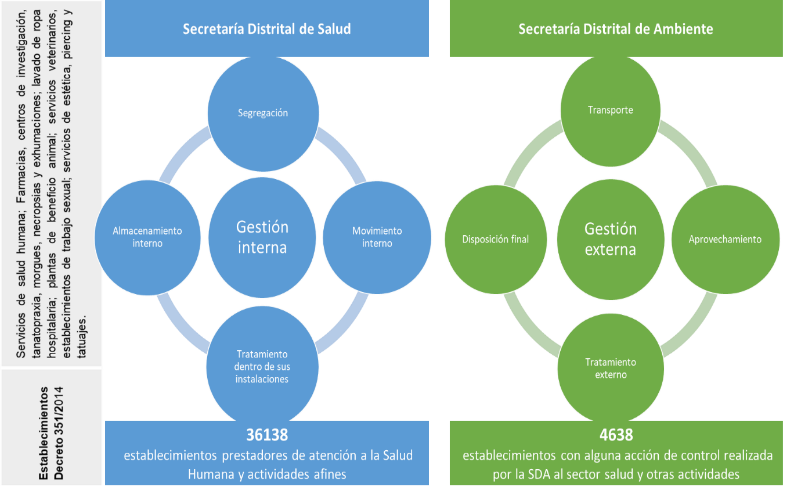 Servicios de salud humana; Farmacias, centros de investigación,
tanatopraxia, morgues, necropsias y exhumaciones; lavado de ropa
hospitalaria; plantas de beneficio animal; servicios veterinarios,
establecimientos de trabajo sexual; servicios de estética, piercing y
tatuajes.
Establecimientos
Decreto 351/2014
Secretaría Distrital de Salud
Segregación
Almacenamiento
interno
Gestión
interna
Movimiento
interno
Tratamiento
dentro de sus
instalaciones
36138
establecimientos prestadores de atención a la Salud
Humana y actividades afines
Secretaría Distrital de Ambiente
Transporte
Disposición final
Gestión
externa
Aprovechamiento
Tratamiento
externo
4638
establecimientos con alguna acción de control realizada
por la SDA al sector salud y otras actividades